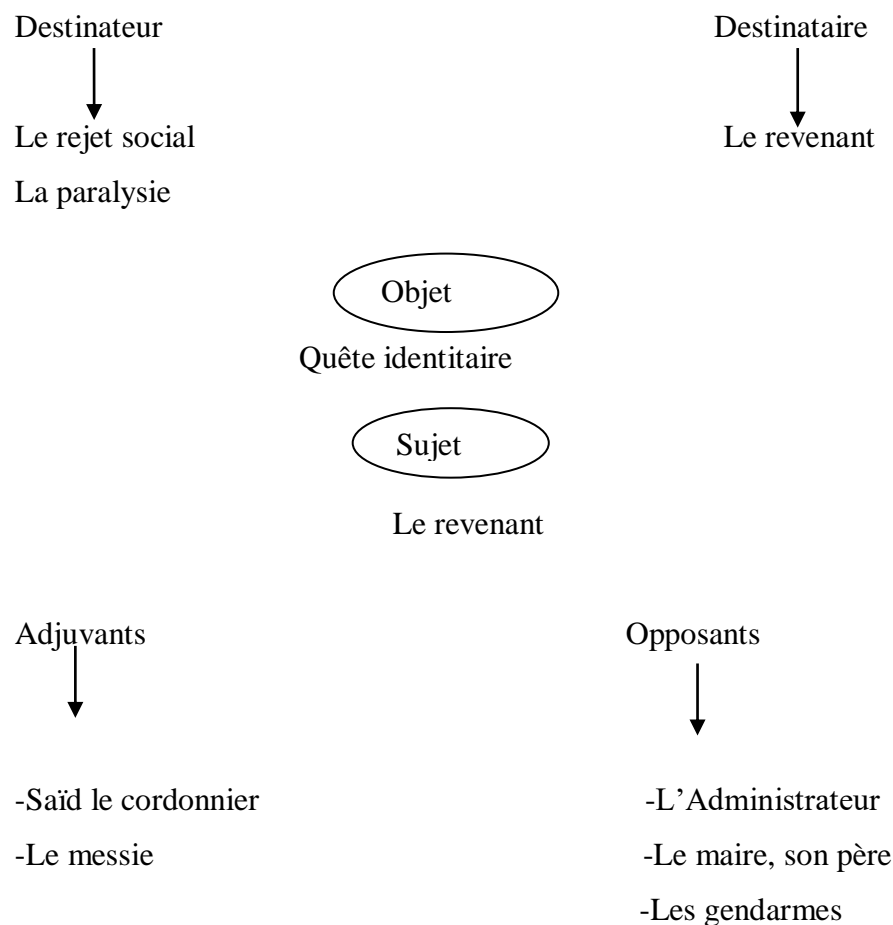 Destinateur Destinataire
Le rejet social Le revenant
La paralysie
Objet
Quête identitaire
Sujet
Le revenant
Adjuvants Opposants
-Saïd le cordonnier -L’Administrateur
-Le messie -Le maire, son père
-Les gendarmes